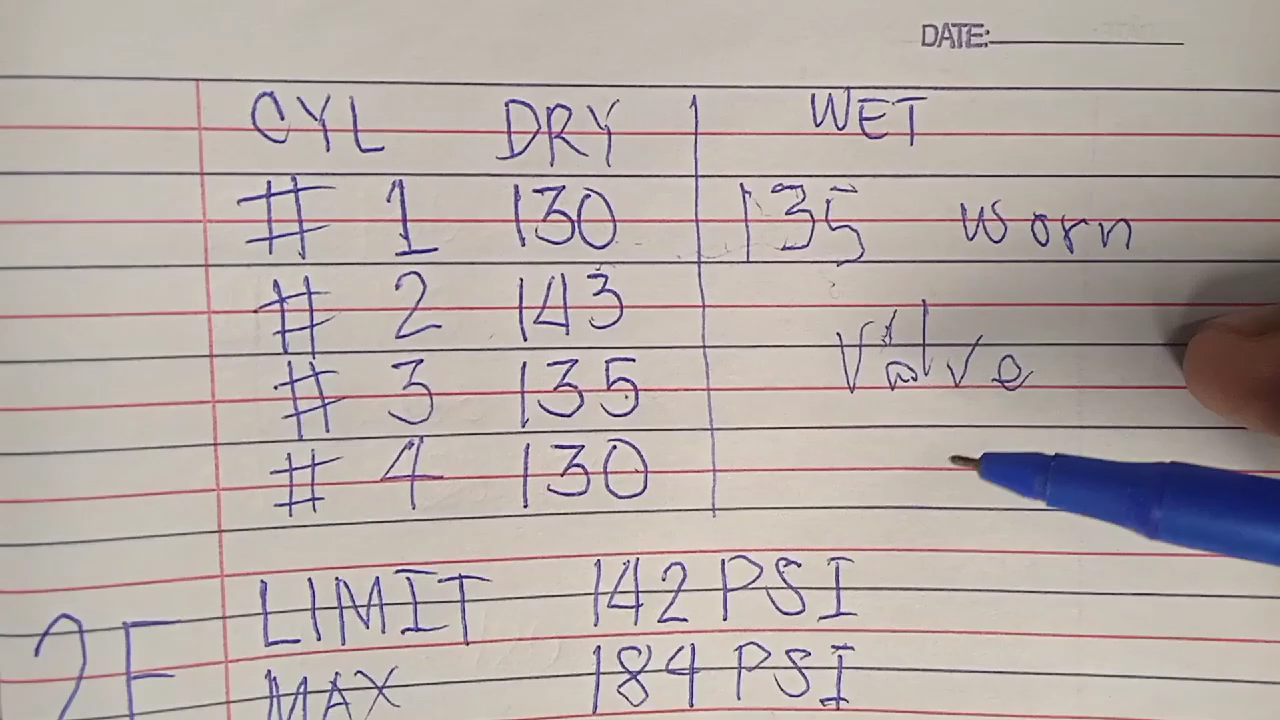 DATE:
CYL DRY WET
# 1 130 135 worn
# 2 143
valve
# 3 135
# 4 130
LIMIT 142 PSI
2E
MAX 184 PSI